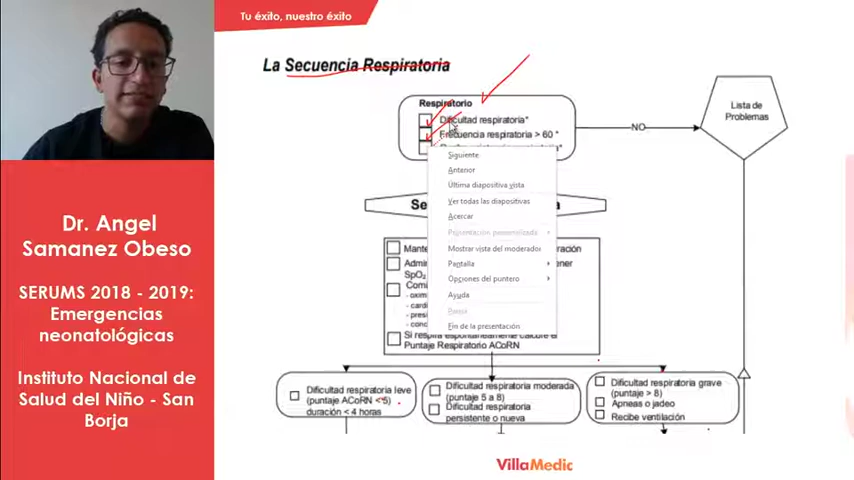 Tu éxito, nuestro éxito
La Secuencia Respiratoria
Respiratorio
Dificultad respiratoria*
Frecuencia respiratoria > 60 *
NO
Lista de
Problemas
Siguiente
Anterior
Última diapositiva vista
Ver todas las diapositivas
Acercar
Presentación personalizada
Mostrar vista del moderador
Pantalla
Opciones del puntero
Ayuda
Pausa
Fin de la presentación
Se
a
Mante
ración
Admi
ener
SpO₂
Comi
- oxim
- cardi
- presi
- conc
Si respira espontáneamente calcule el
Puntaje Respiratorio ACoRN
Dificultad respiratoria leve
(puntaje ACoRN <5)
duración < 4 horas
Dificultad respiratoria moderada
(puntaje 5 a 8)
Dificultad respiratoria
persistente o nueva
Dificultad respiratoria grave
(puntaje > 8)
Apneas o jadeo
Recibe ventilación
Dr. Angel
Samanez Obeso
SERUMS 2018 - 2019:
Emergencias
neonatológicas
Instituto Nacional de
Salud del Niño - San
Borja
VillaMedic